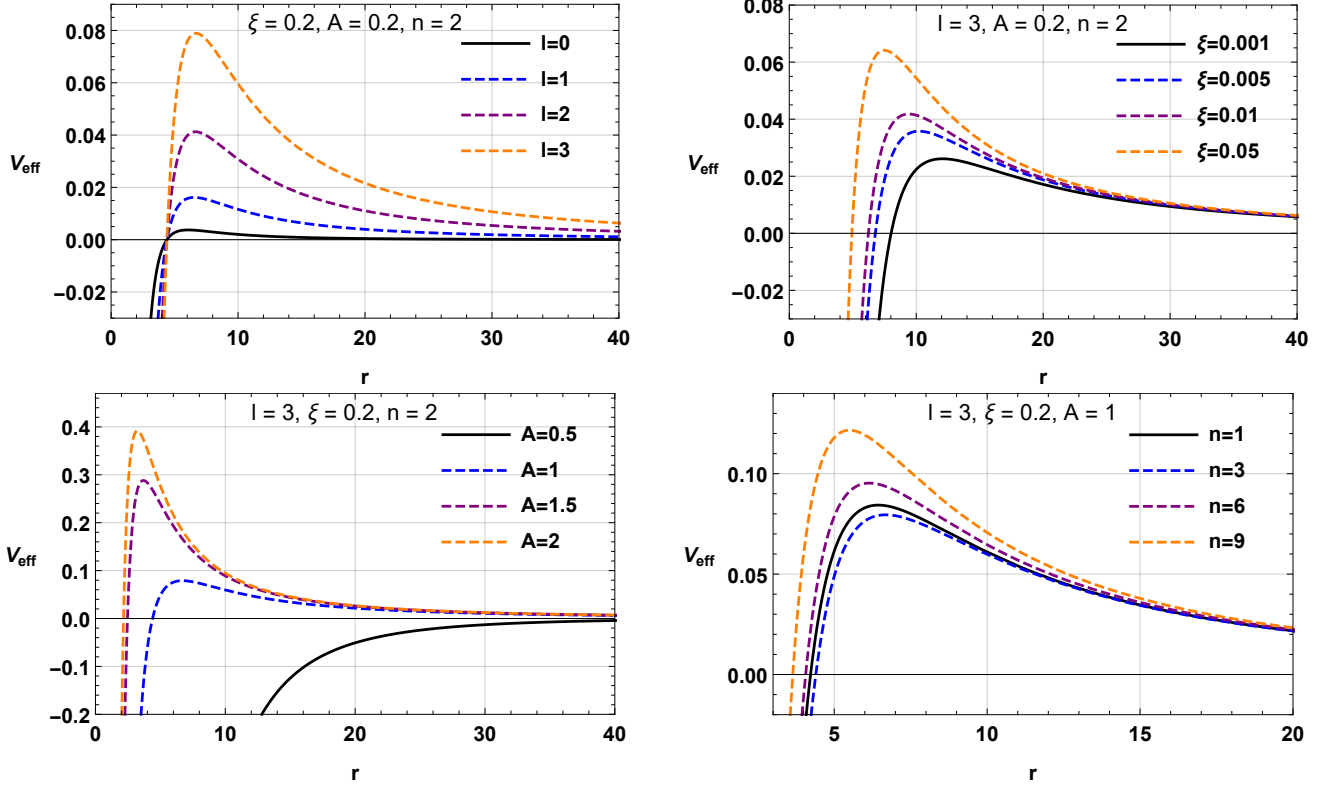 ξ = 0.2, A = 0.2, n = 2
l=0
l=1
l=2
l=3
0.08
0.06
0.04
0.02
0.00
−0.02
V_eff
0
10
20
30
40
r
l = 3, A = 0.2, n = 2
ξ=0.001
ξ=0.005
ξ=0.01
ξ=0.05
0.08
0.06
0.04
0.02
0.00
−0.02
V_eff
0
10
20
30
40
r
l = 3, ξ = 0.2, n = 2
A=0.5
A=1
A=1.5
A=2
0.4
0.3
0.2
0.1
0.0
−0.1
−0.2
V_eff
0
10
20
30
40
r
l = 3, ξ = 0.2, A = 1
n=1
n=3
n=6
n=9
0.10
0.05
0.00
V_eff
5
10
15
20
r